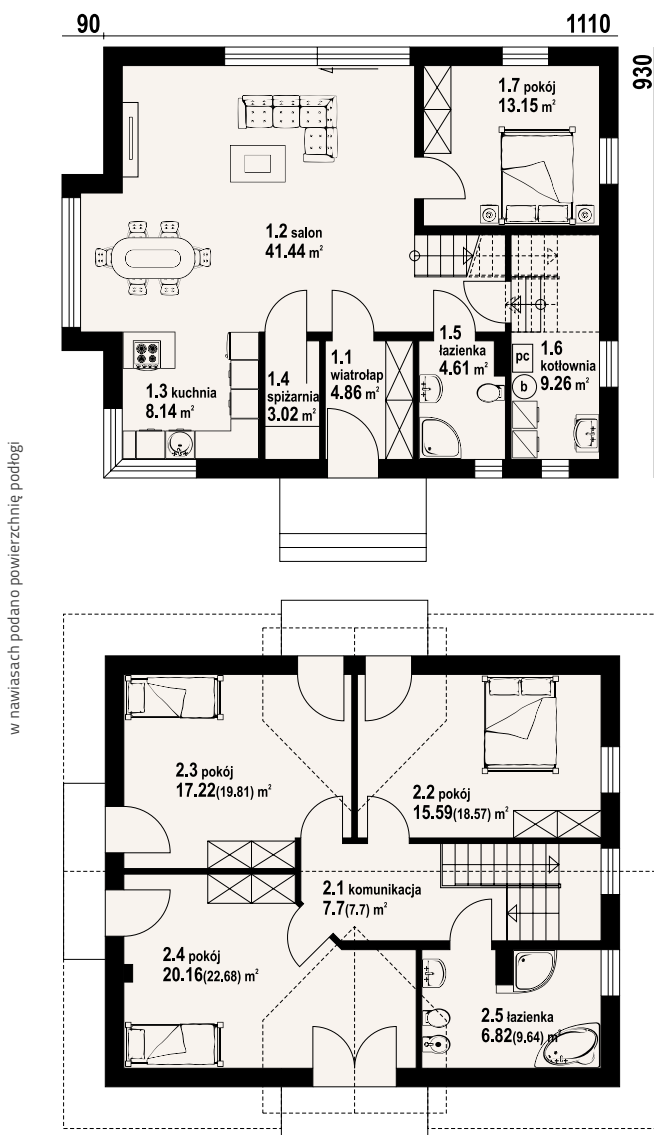 90
1110
930
1.7 pokój
13.15 m²
1.2 salon
41.44 m²
1.5
łazienka
4.61 m²
1.6
kotłownia
9.26 m²
pc
b
1.1
wiatrołap
4.86 m²
1.4
spiżarnia
3.02 m²
1.3 kuchnia
8.14 m²
w nawiasach podano powierzchnię podłogi
2.3 pokój
17.22(19.81) m²
2.2 pokój
15.59(18.57) m²
2.1 komunikacja
7.7(7.7) m²
2.4 pokój
20.16(22.68) m²
2.5 łazienka
6.82(9,64) m²